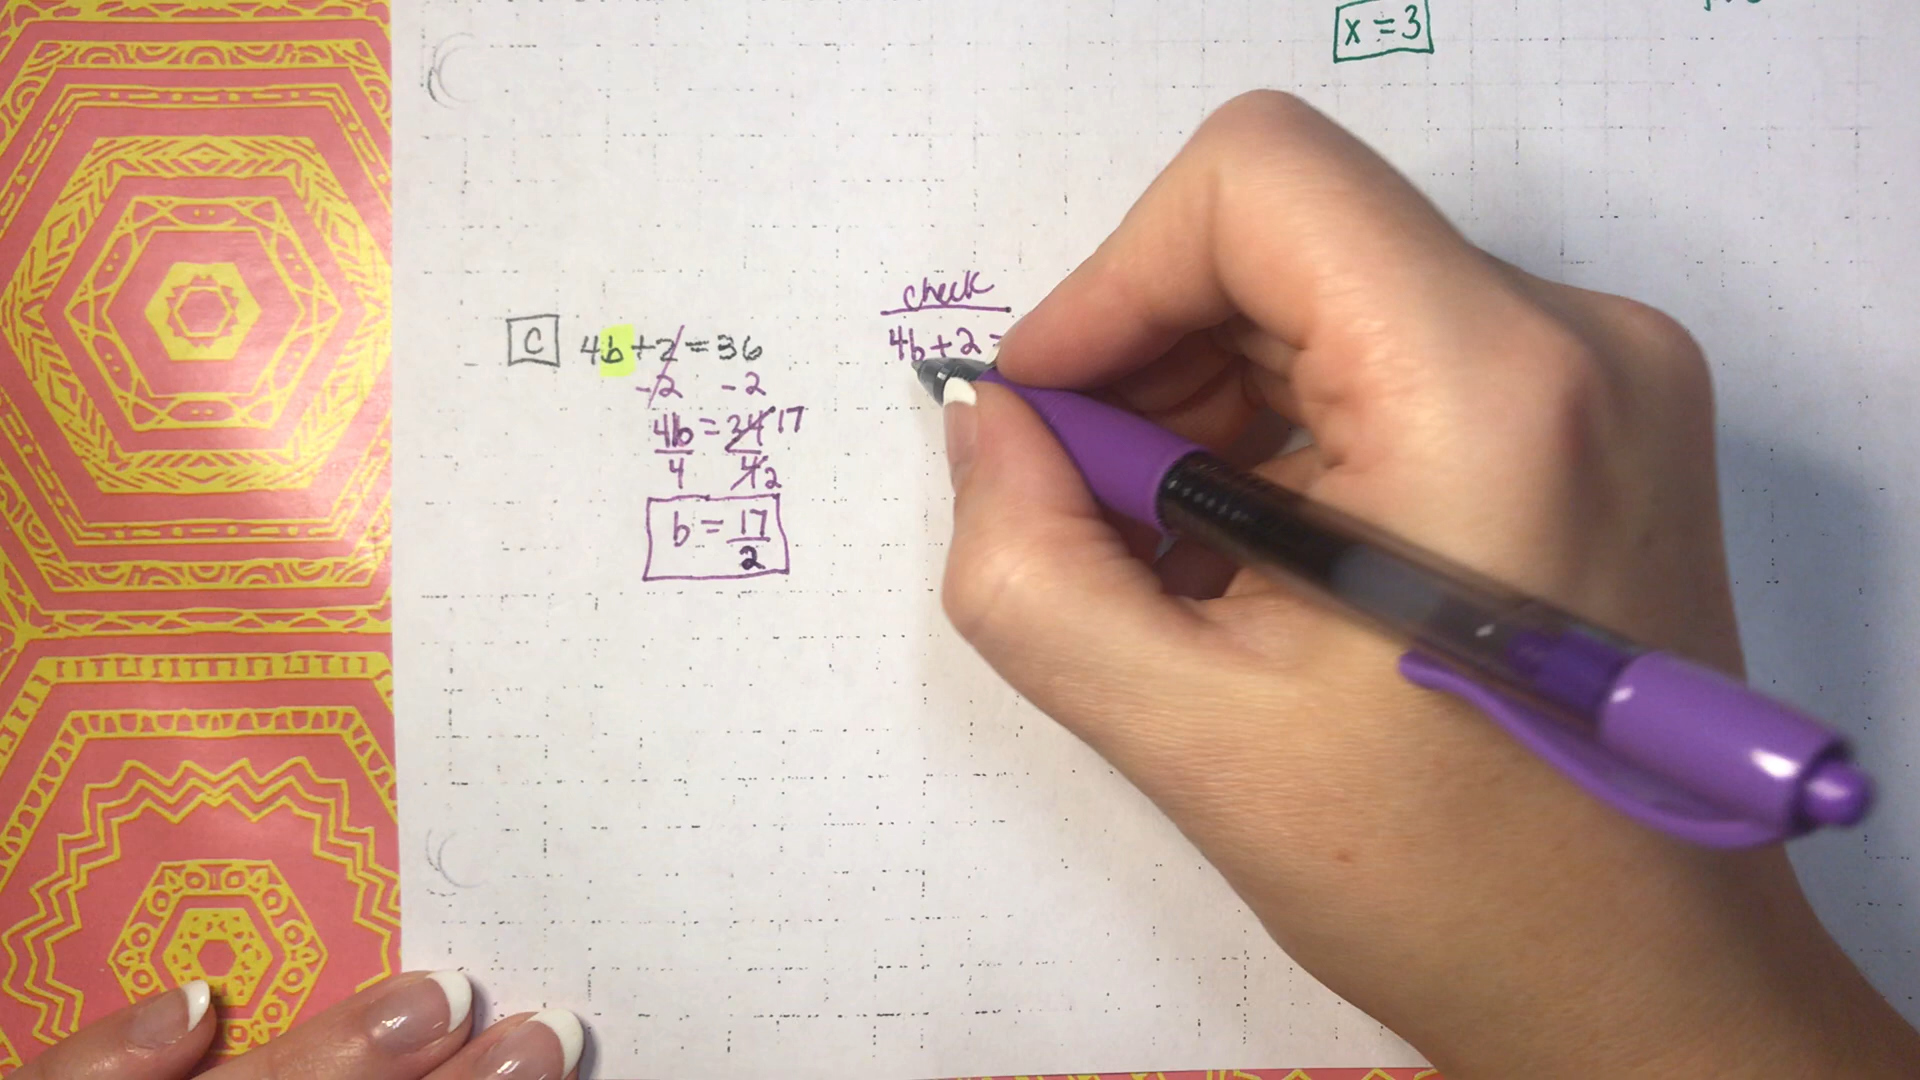 x = 3
C 4b + 2 = 36
-2 -2
4b = 34 17
4 4 2
b = 17
2
check
4b + 2 =